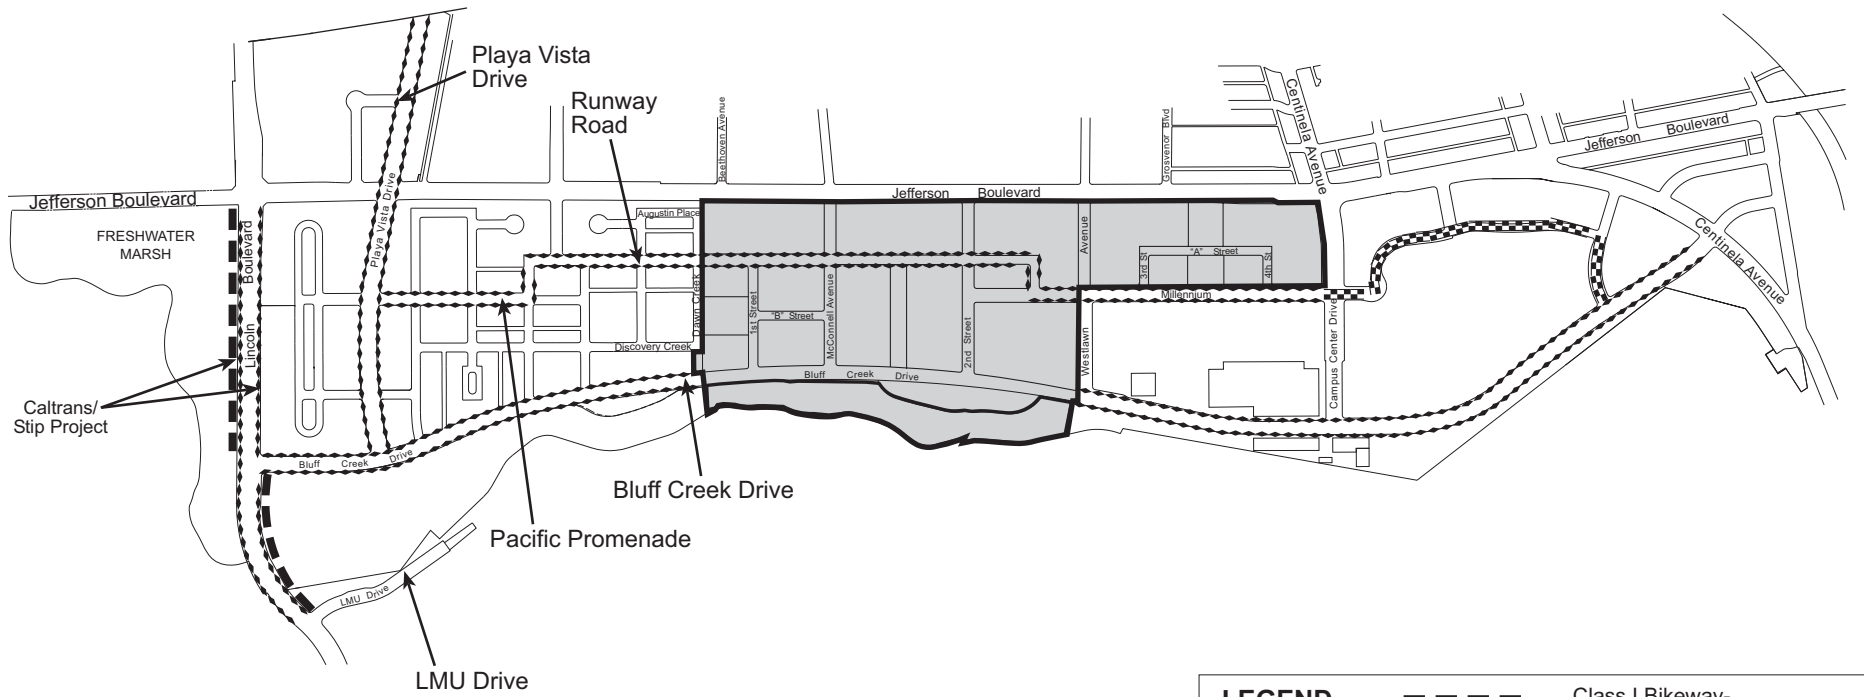 Playa Vista
Drive
Runway
Road
Beethoven Avenue
Grosvenor Blvd
Centinela Avenue
Jefferson Boulevard
Jefferson Boulevard
Jefferson Boulevard
FRESHWATER
MARSH
Lincoln Boulevard
Playa Vista Drive
Augustin Place
Avenue
3rd St
"A" Street
4th St
Centinela Avenue
Millennium
Dawn Creek
1st Street
"B" Street
McConnell Avenue
2nd Street
Westlawn
Campus Center Drive
Discovery Creek
Bluff Creek Drive
Caltrans/
Stip Project
Bluff Creek Drive
Bluff Creek Drive
Pacific Promenade
LMU Drive
LMU Drive
LEGEND
Class I Bikeway-